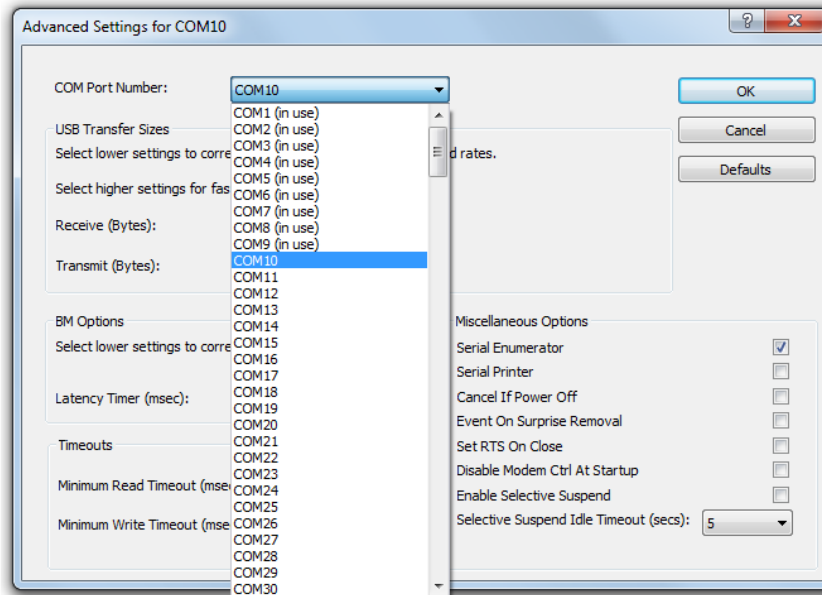 Advanced Settings for COM10
COM Port Number:
COM10
OK
Cancel
Defaults
COM1 (in use)
COM2 (in use)
COM3 (in use)
COM4 (in use)
COM5 (in use)
COM6 (in use)
COM7 (in use)
COM8 (in use)
COM9 (in use)
COM10
COM11
COM12
COM13
COM14
COM15
COM16
COM17
COM18
COM19
COM20
COM21
COM22
COM23
COM24
COM25
COM26
COM27
COM28
COM29
COM30
USB Transfer Sizes
Select lower settings to corre d rates.
Select higher settings for fas
Receive (Bytes):
Transmit (Bytes):
BM Options
Select lower settings to corre
Latency Timer (msec):
Timeouts
Minimum Read Timeout (mse
Minimum Write Timeout (mse
Miscellaneous Options
Serial Enumerator
Serial Printer
Cancel If Power Off
Event On Surprise Removal
Set RTS On Close
Disable Modem Ctrl At Startup
Enable Selective Suspend
Selective Suspend Idle Timeout (secs): 5